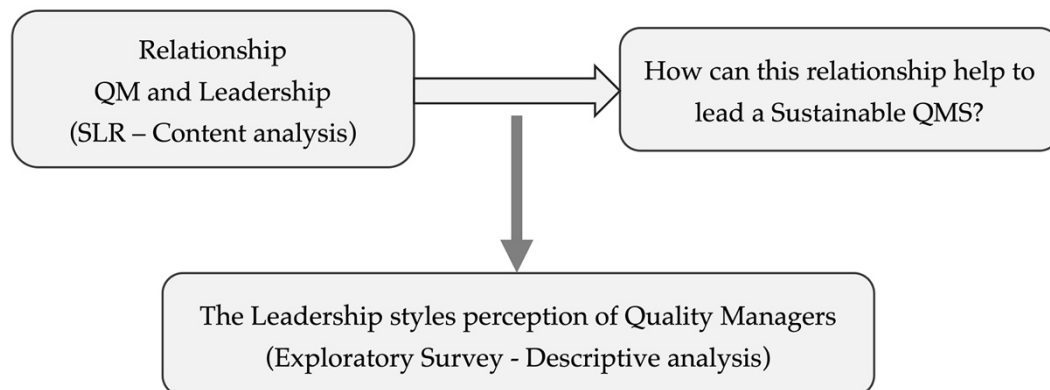 Relationship
QM and Leadership
(SLR – Content analysis)
How can this relationship help to
lead a Sustainable QMS?
The Leadership styles perception of Quality Managers
(Exploratory Survey - Descriptive analysis)